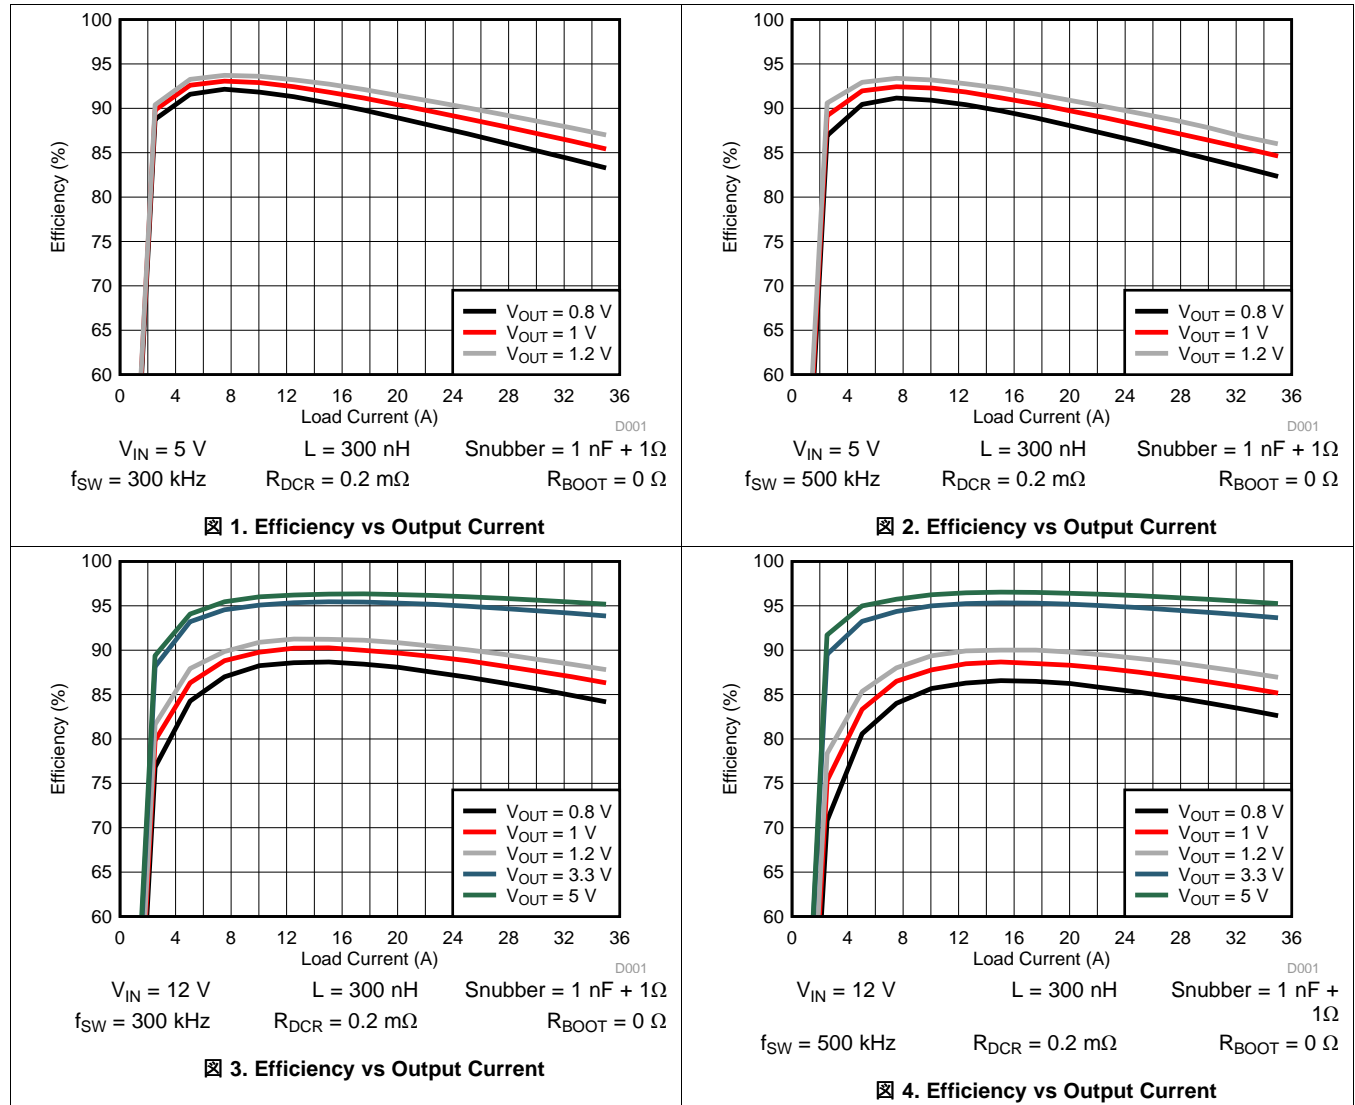 100
95
90
85
80
75
70
65
60
Efficiency (%)
0 4 8 12 16 20 24 28 32 36
Load Current (A)
VOUT = 0.8 V
VOUT = 1 V
VOUT = 1.2 V
D001
VIN = 5 V L = 300 nH Snubber = 1 nF + 1Ω
fSW = 300 kHz RDCR = 0.2 mΩ RBOOT = 0 Ω
図 1. Efficiency vs Output Current
100
95
90
85
80
75
70
65
60
Efficiency (%)
0 4 8 12 16 20 24 28 32 36
Load Current (A)
VOUT = 0.8 V
VOUT = 1 V
VOUT = 1.2 V
D001
VIN = 5 V L = 300 nH Snubber = 1 nF + 1Ω
fSW = 500 kHz RDCR = 0.2 mΩ RBOOT = 0 Ω
図 2. Efficiency vs Output Current
100
95
90
85
80
75
70
65
60
Efficiency (%)
0 4 8 12 16 20 24 28 32 36
Load Current (A)
VOUT = 0.8 V
VOUT = 1 V
VOUT = 1.2 V
VOUT = 3.3 V
VOUT = 5 V
D001
VIN = 12 V L = 300 nH Snubber = 1 nF + 1Ω
fSW = 300 kHz RDCR = 0.2 mΩ RBOOT = 0 Ω
図 3. Efficiency vs Output Current
100
95
90
85
80
75
70
65
60
Efficiency (%)
0 4 8 12 16 20 24 28 32 36
Load Current (A)
VOUT = 0.8 V
VOUT = 1 V
VOUT = 1.2 V
VOUT = 3.3 V
VOUT = 5 V
D001
VIN = 12 V L = 300 nH Snubber = 1 nF +
1Ω
fSW = 500 kHz RDCR = 0.2 mΩ RBOOT = 0 Ω
図 4. Efficiency vs Output Current